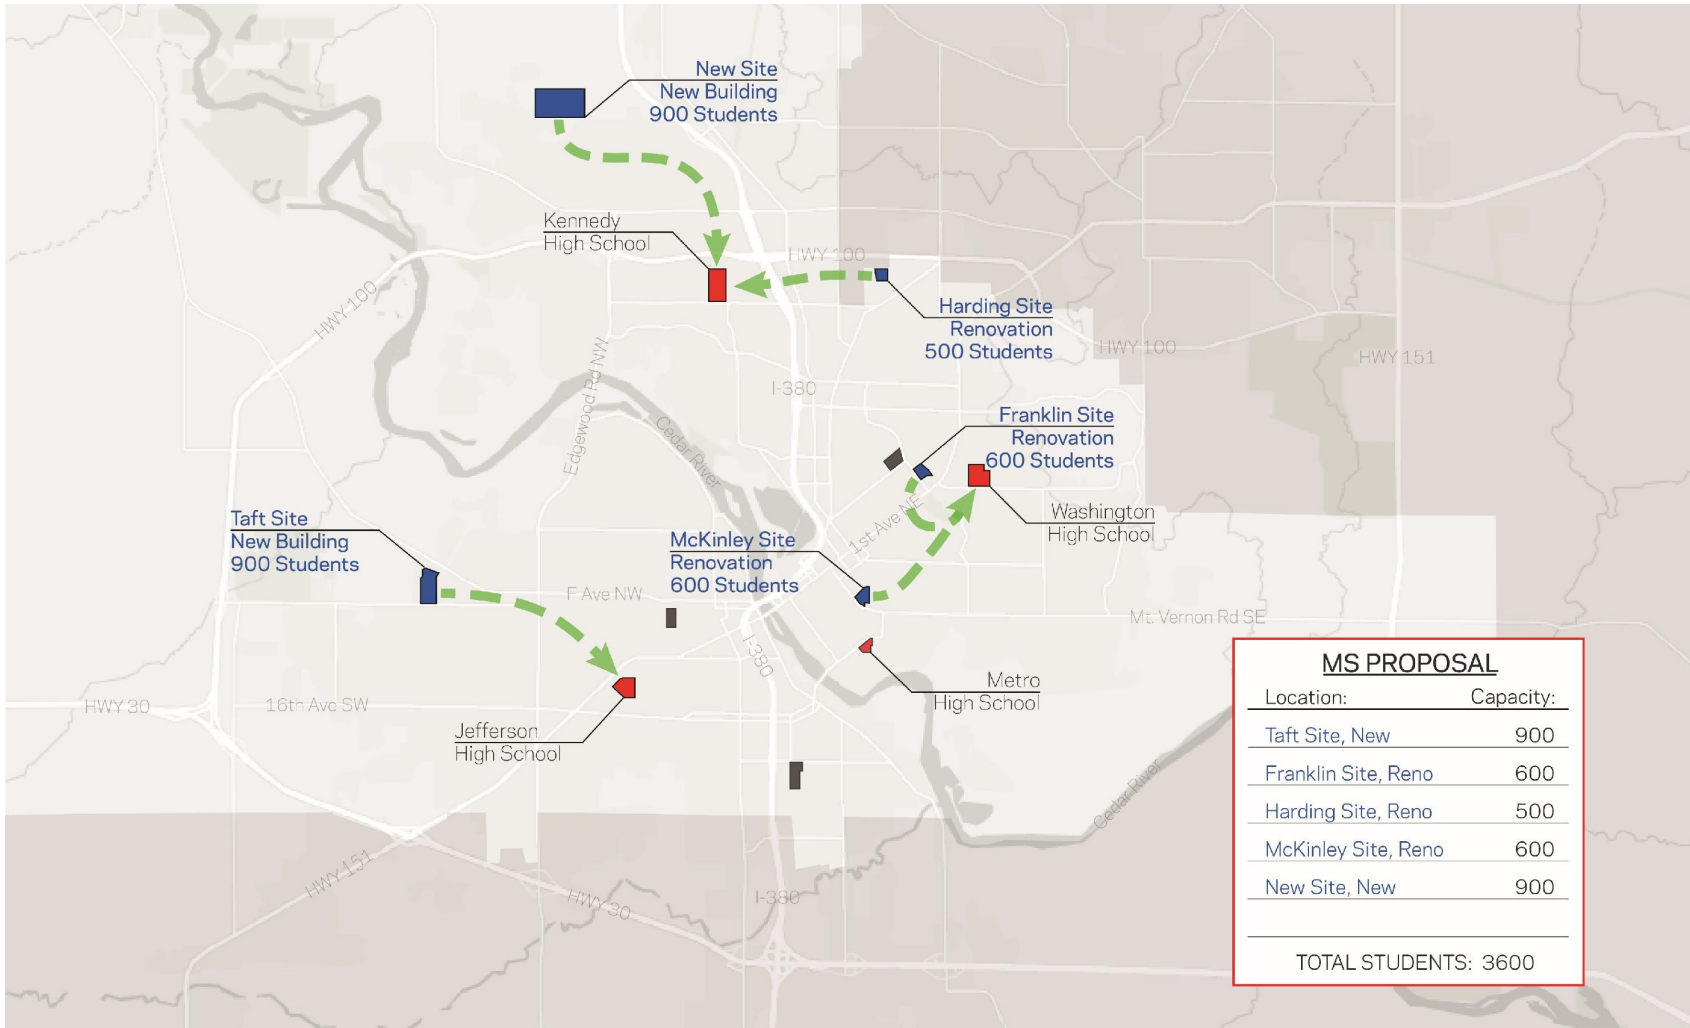 New Site
New Building
900 Students
Kennedy
High School
HWY 100
HWY 100
Harding Site
Renovation
500 Students
HWY 100
HWY 151
I-380
Edgewood Rd NW
Cedar River
Franklin Site
Renovation
600 Students
Washington
High School
1st Ave NE
Taft Site
New Building
900 Students
McKinley Site
Renovation
600 Students
F Ave NW
Mt. Vernon Rd SE
I-380
Metro
High School
HWY 30
16th Ave SW
Jefferson
High School
Cedar River
HWY 151
HWY 30
I-380
MS PROPOSAL
Location: Capacity:
Taft Site, New 900
Franklin Site, Reno 600
Harding Site, Reno 500
McKinley Site, Reno 600
New Site, New 900
TOTAL STUDENTS: 3600